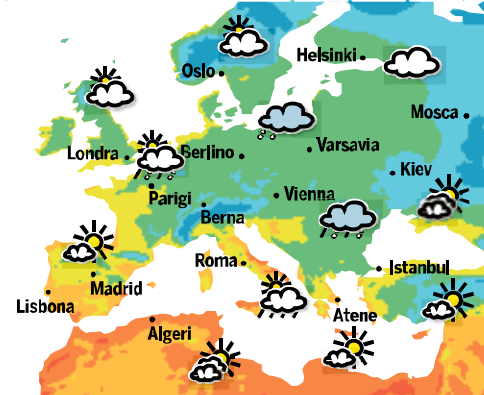 Helsinki
Oslo
Mosca
Londra
Berlino
Varsavia
Kiev
Parigi
Vienna
Berna
Roma
Istanbul
Madrid
Lisbona
Atene
Algeri